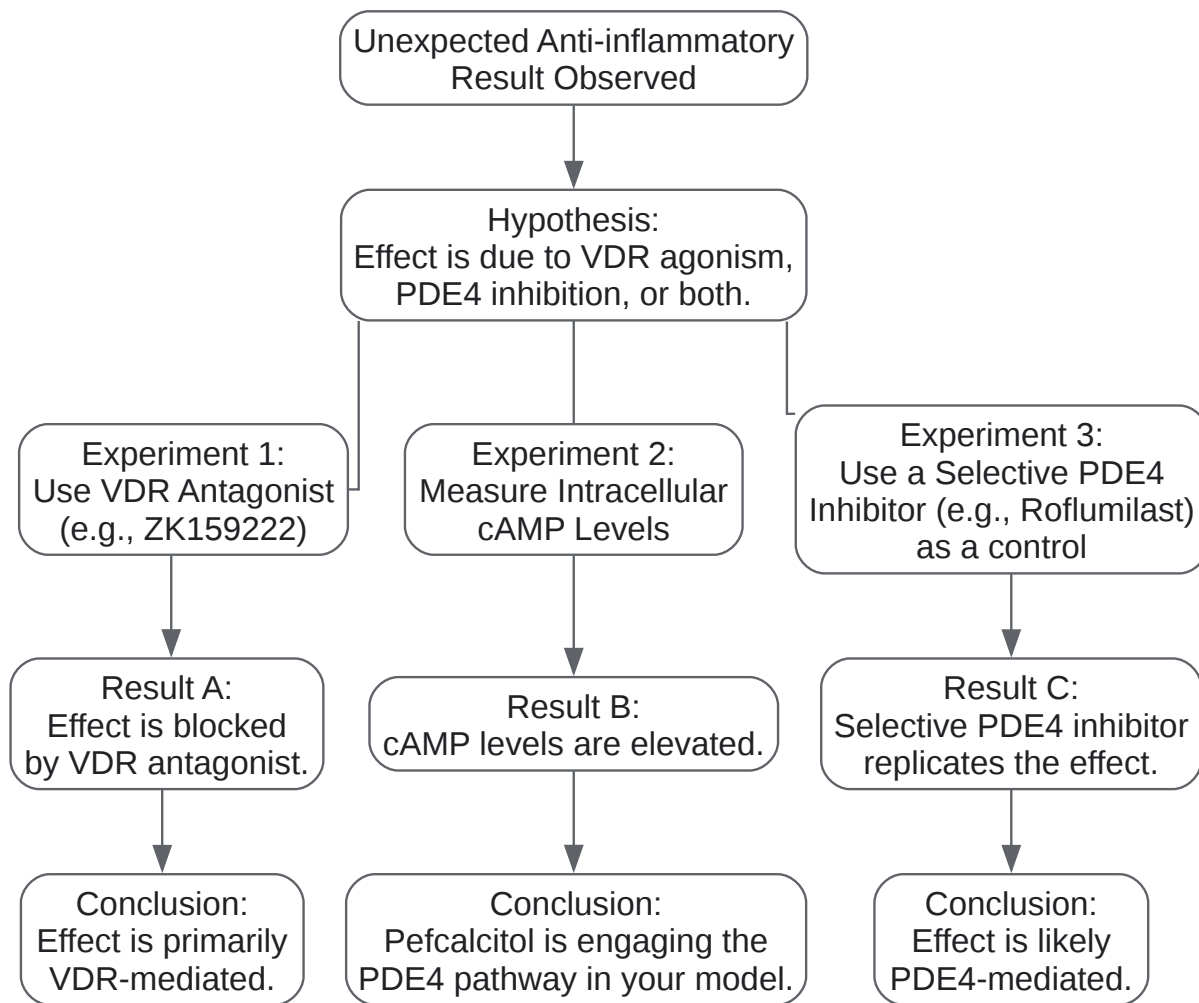 Unexpected Anti-inflammatory
Result Observed
Hypothesis:
Effect is due to VDR agonism,
PDE4 inhibition, or both.
Experiment 1:
Use VDR Antagonist
(e.g., ZK159222)
Experiment 2:
Measure Intracellular
cAMP Levels
Experiment 3:
Use a Selective PDE4
Inhibitor (e.g., Roflumilast)
as a control
Result A:
Effect is blocked
by VDR antagonist.
Result B:
cAMP levels are elevated.
Result C:
Selective PDE4 inhibitor
replicates the effect.
Conclusion:
Effect is primarily
VDR-mediated.
Conclusion:
Pefcalcitol is engaging the
PDE4 pathway in your model.
Conclusion:
Effect is likely
PDE4-mediated.